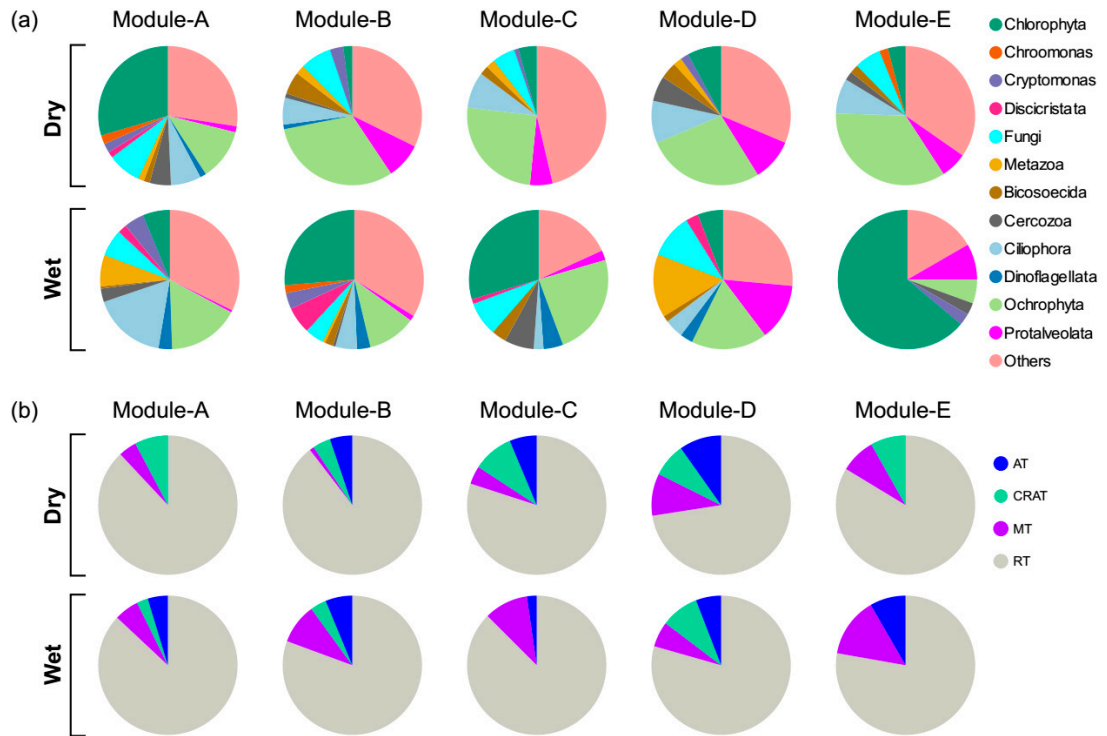 (a)
Module-A Module-B Module-C Module-D Module-E
Dry
Wet
Chlorophyta
Chroomonas
Cryptomonas
Discicristata
Fungi
Metazoa
Bicosoecida
Cercozoa
Ciliophora
Dinoflagellata
Ochrophyta
Protalveolata
Others
(b)
Module-A Module-B Module-C Module-D Module-E
Dry
Wet
AT
CRAT
MT
RT